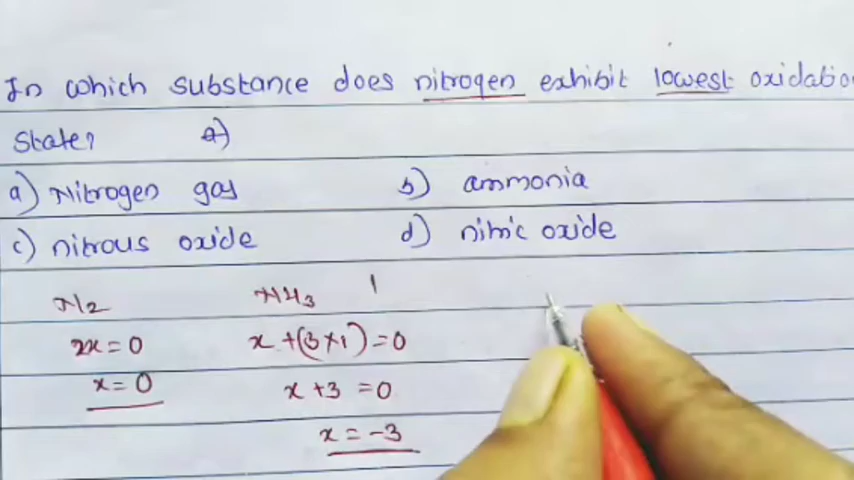 In which substance does nitrogen exhibit lowest oxidatio
State?
a)
a) Nitrogen gas b) ammonia
c) nitrous oxide d) nitric oxide
N2 NH3 1
2x = 0 x + (3×1) = 0
x = 0 x + 3 = 0
x = -3